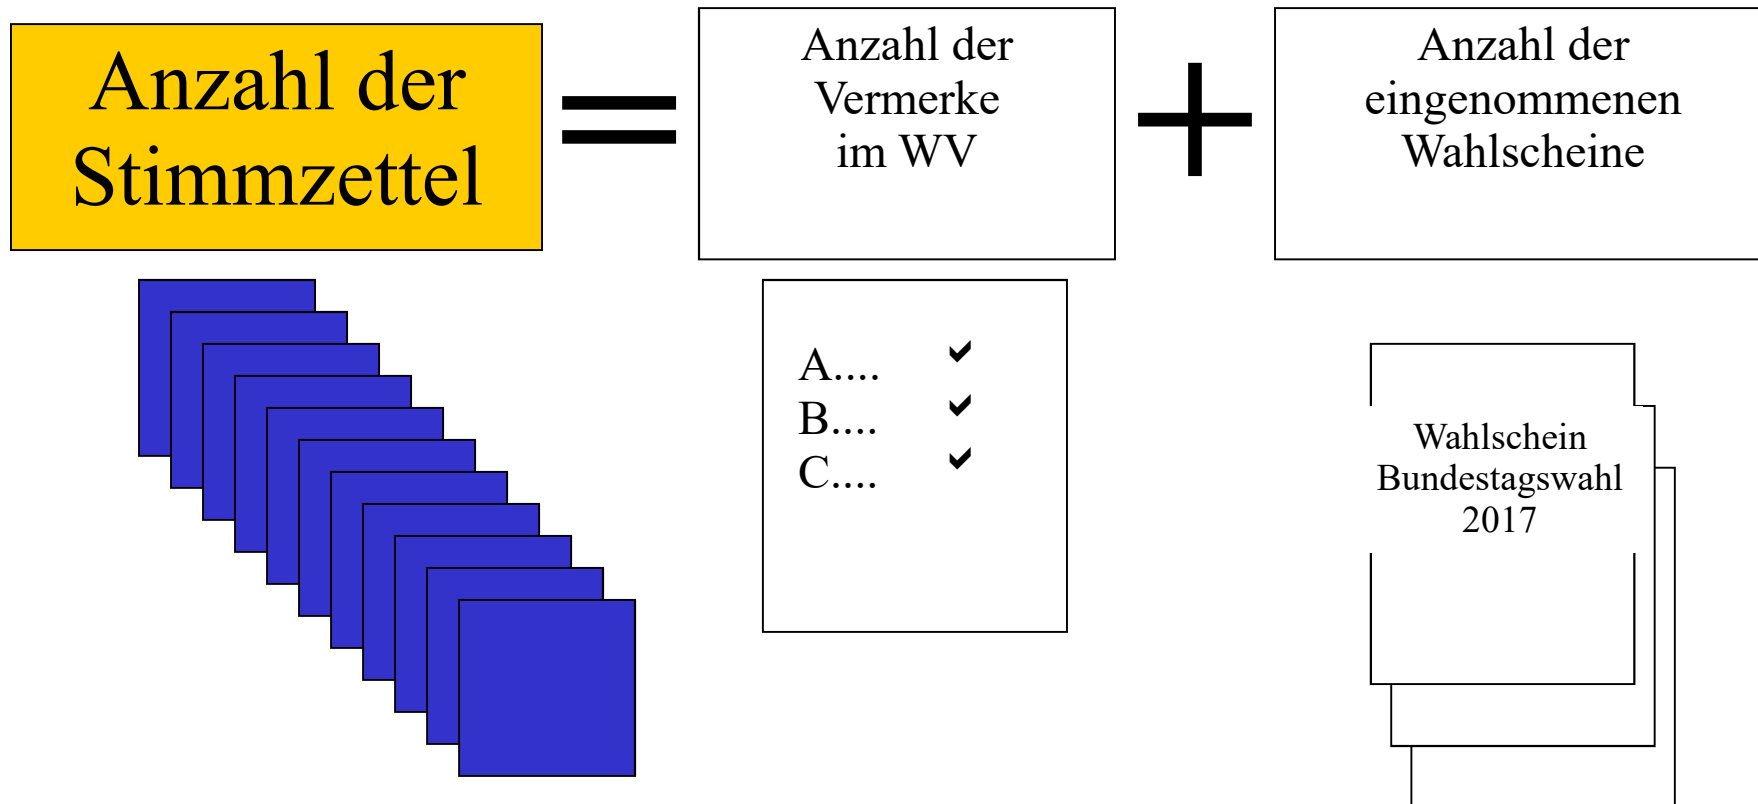 Anzahl der
Stimmzettel
=
Anzahl der
Vermerke
im WV
+
Anzahl der
eingenommenen
Wahlscheine
A.... ✔
B.... ✔
C.... ✔
Wahlschein
Bundestagswahl
2017